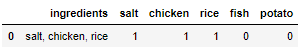 ingredients salt chicken rice fish potato
0 salt, chicken, rice 1 1 1 0 0